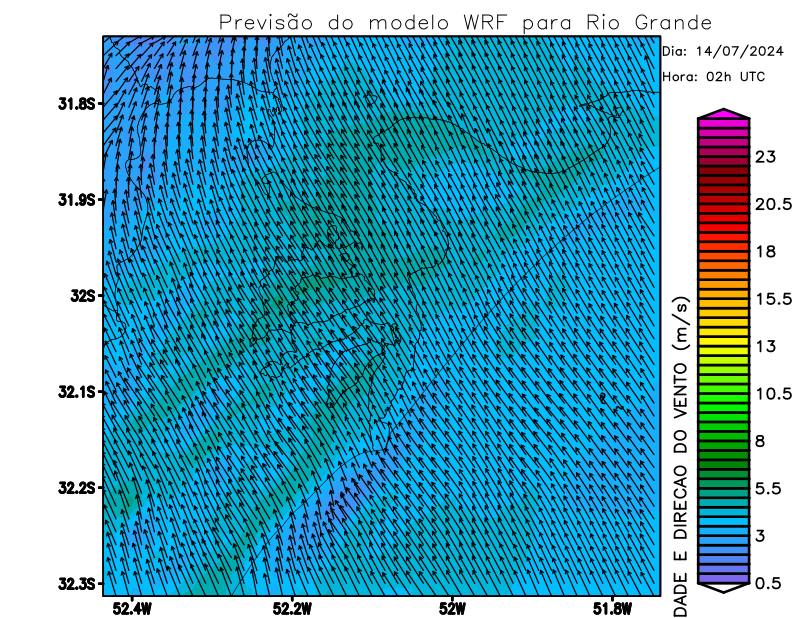 Previsão do modelo WRF para Rio Grande
Dia: 14/07/2024
Hora: 02h UTC
31.8S
31.9S
32S
32.1S
32.2S
32.3S
52.4W
52.2W
52W
51.8W
DADE E DIRECAO DO VENTO (m/s)
23
20.5
18
15.5
13
10.5
8
5.5
3
0.5